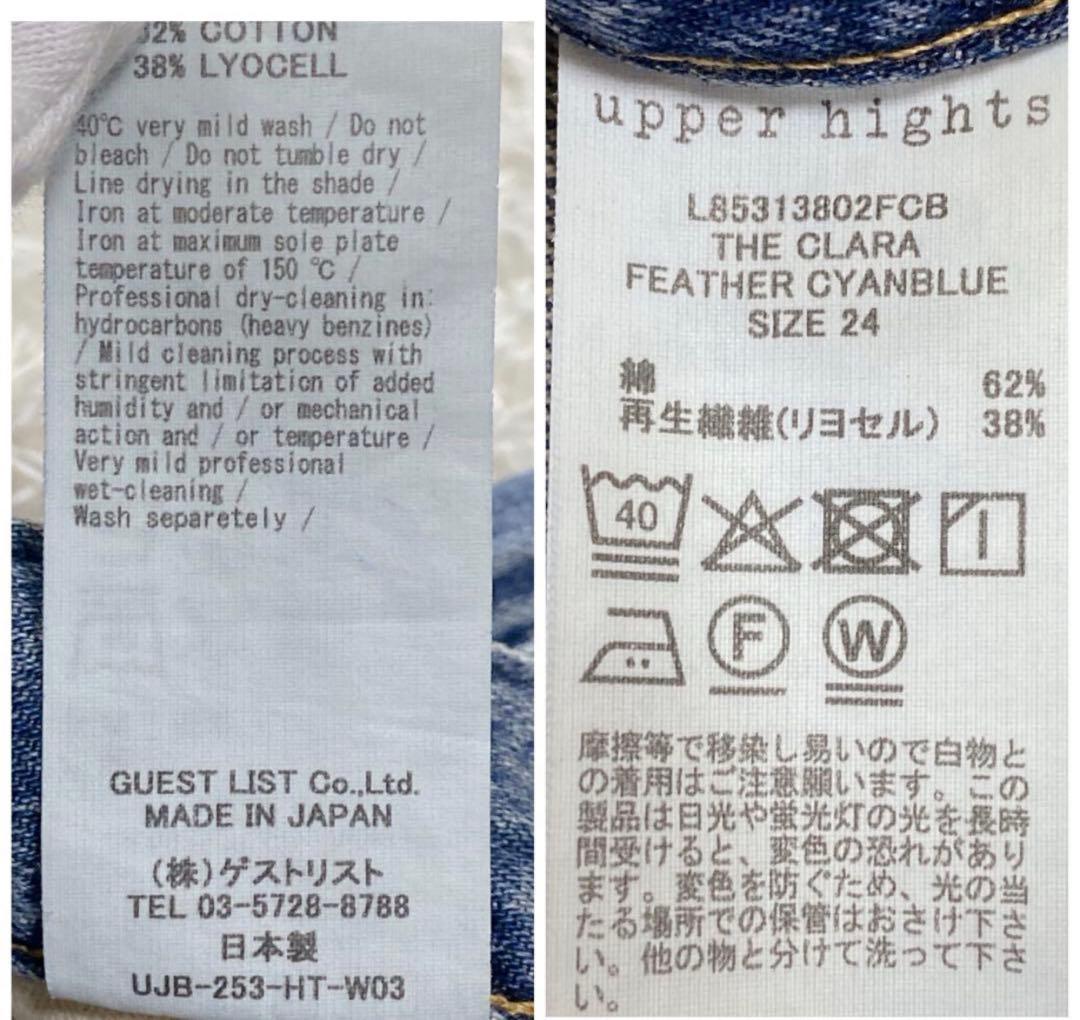 62% COTTON
38% LYOCELL
40℃ very mild wash / Do not
bleach / Do not tumble dry /
Line drying in the shade /
Iron at moderate temperature /
Iron at maximum sole plate
temperature of 150 ℃ /
Professional dry-cleaning in
hydrocarbons (heavy benzines)
/ Mild cleaning process with
stringent limitation of added
humidity and / or mechanical
action and / or temperature /
Very mild professional
wet-cleaning /
Wash separetely /
GUEST LIST Co.,Ltd.
MADE IN JAPAN
(株)ゲストリスト
TEL 03-5728-8788
日本製
UJB-253-HT-W03
upper hights
L85313802FCB
THE CLARA
FEATHER CYANBLUE
SIZE 24
綿 62%
再生繊維(リヨセル) 38%
40
F W
摩擦等で移染し易いので白物と
の着用はご注意願います。この
製品は日光や蛍光灯の光を長時
間受けると、変色の恐れがあり
ます。変色を防ぐため、光の当
たる場所での保管はおさけ下さ
い。他の物と分けて洗って下さ
い。